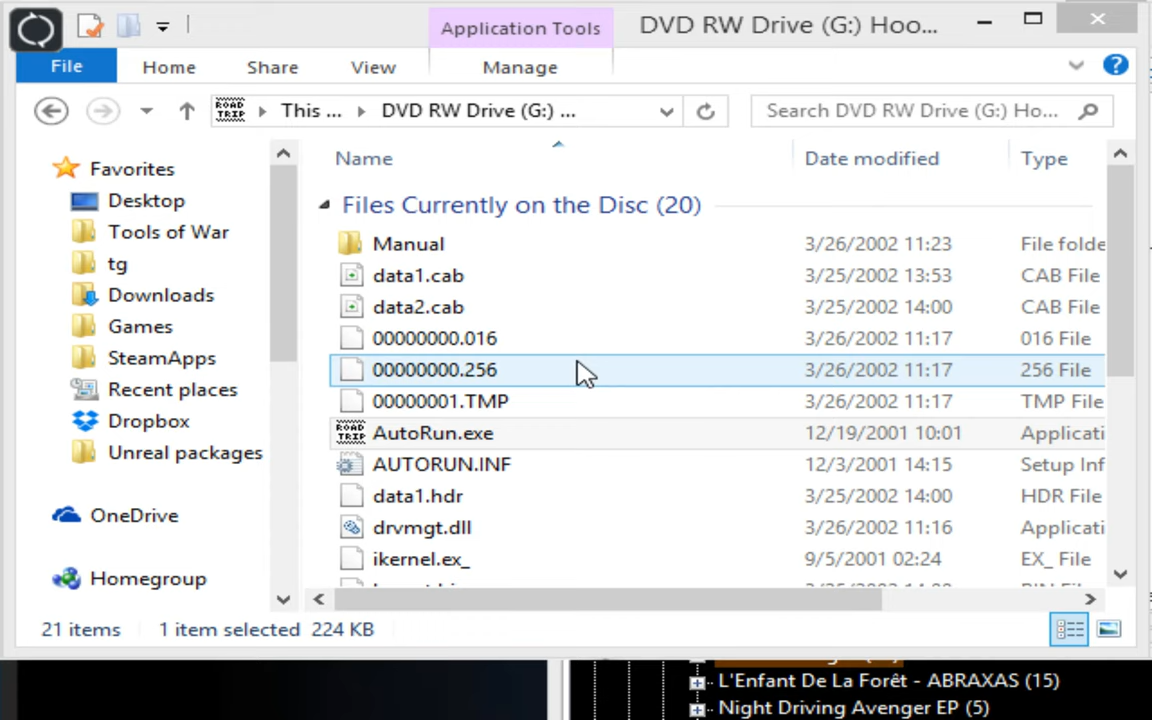 Application Tools
DVD RW Drive (G:) Hoo...
File
Home
Share
View
Manage
ROAD TRIP
This ...
DVD RW Drive (G:) ...
Search DVD RW Drive (G:) Ho...
Name
Date modified
Type
Favorites
Desktop
Tools of War
tg
Downloads
Games
SteamApps
Recent places
Dropbox
Unreal packages
OneDrive
Homegroup
Files Currently on the Disc (20)
Manual 3/26/2002 11:23 File folde
data1.cab 3/25/2002 13:53 CAB File
data2.cab 3/25/2002 14:00 CAB File
00000000.016 3/26/2002 11:17 016 File
00000000.256 3/26/2002 11:17 256 File
00000001.TMP 3/26/2002 11:17 TMP File
ROAD TRIP AutoRun.exe 12/19/2001 10:01 Applicati
AUTORUN.INF 12/3/2001 14:15 Setup Inf
data1.hdr 3/25/2002 14:00 HDR File
drvmgt.dll 3/26/2002 11:16 Applicati
ikernel.ex_ 9/5/2001 02:24 EX_ File
21 items 1 item selected 224 KB
L'Enfant De La Forêt - ABRAXAS (15)
Night Driving Avenger EP (5)